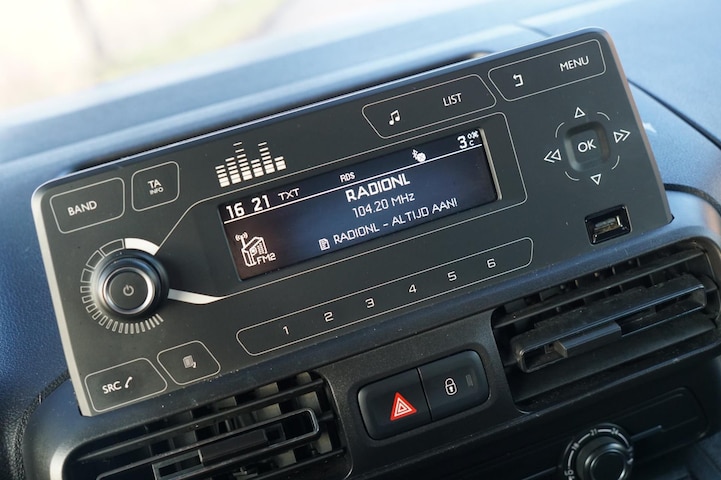 MENU
LIST
TA
INFO
BAND
OK
16 21 TXT RDS 3 °C
RADIONL
104.20 MHz
FM2
RADIONL - ALTIJD AAN!
1 2 3 4 5 6
SRC